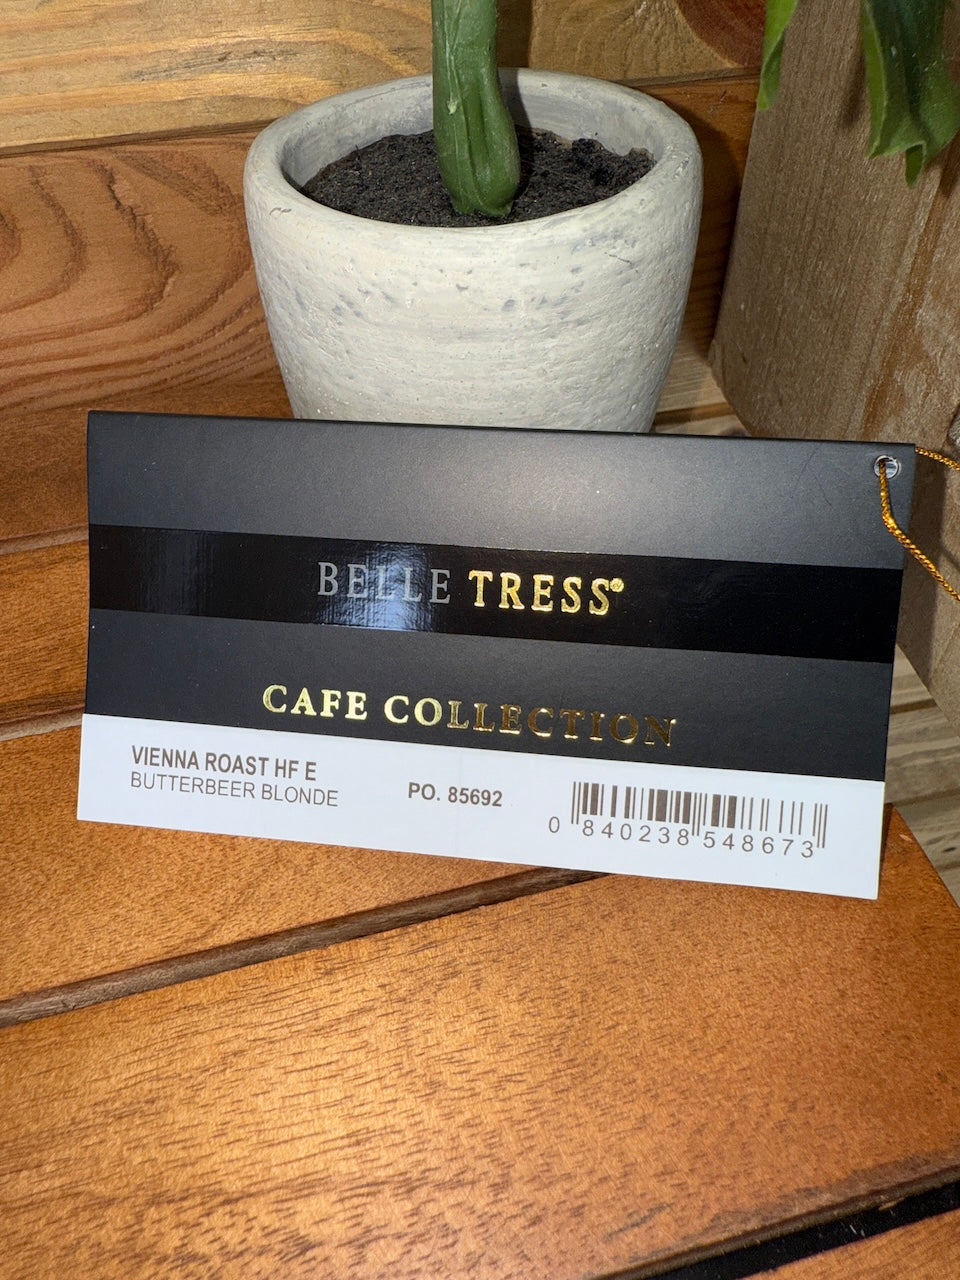 BELLE TRESS®
CAFE COLLECTION
VIENNA ROAST HF E
BUTTERBEER BLONDE
PO. 85692
0 840238 548673